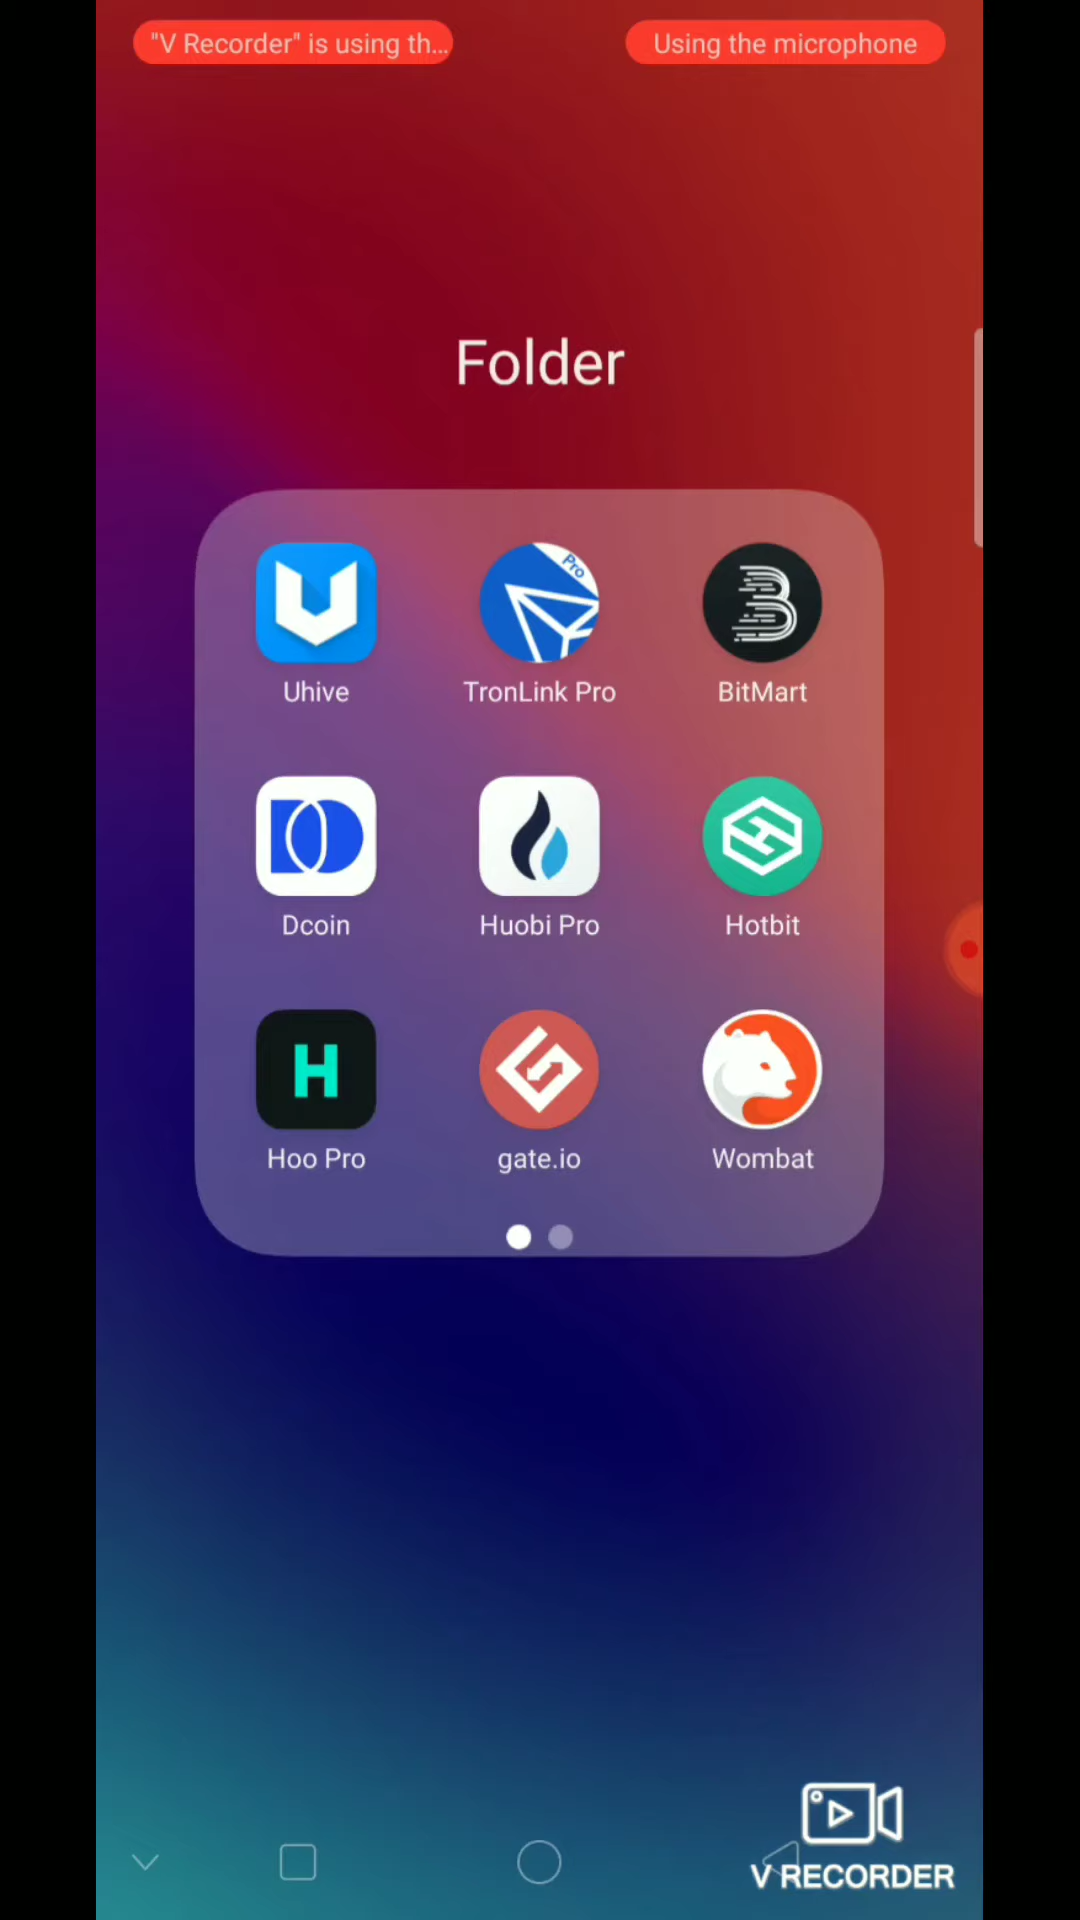 "V Recorder" is using th...
Using the microphone
Folder
Pro
Uhive
TronLink Pro
BitMart
Dcoin
Huobi Pro
Hotbit
H
Hoo Pro
gate.io
Wombat
V RECORDER